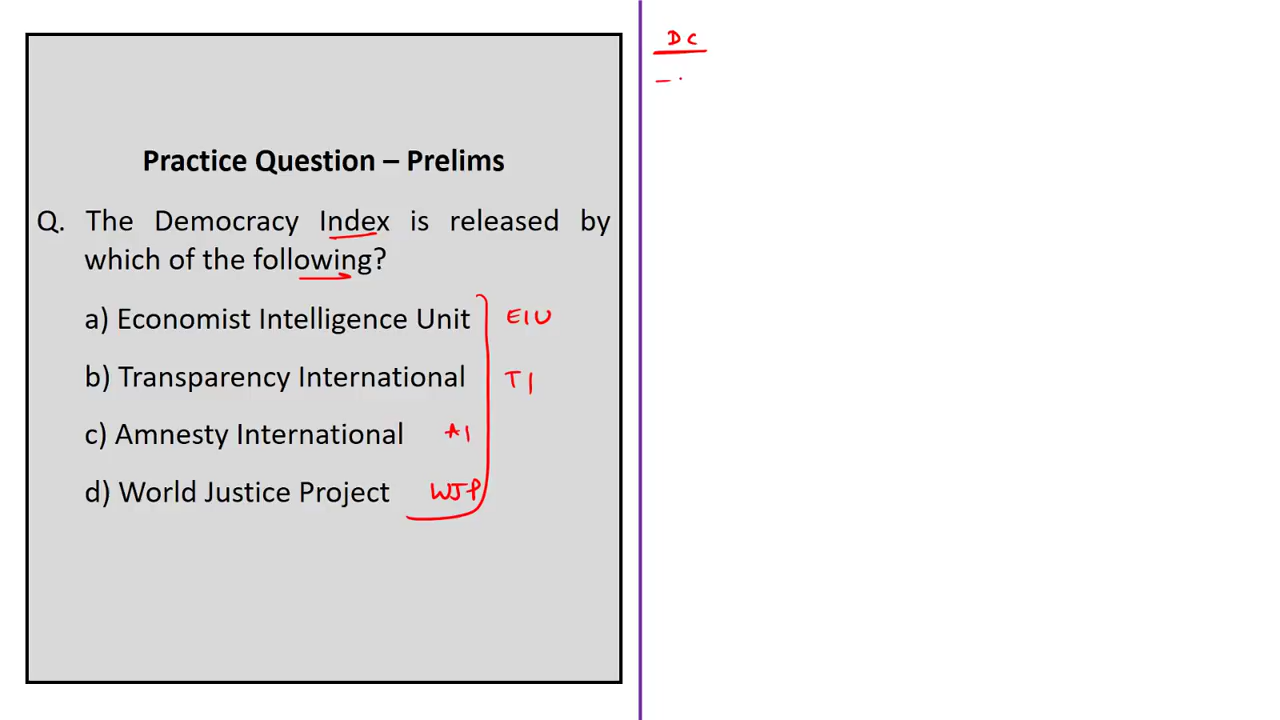 Practice Question – Prelims
Q. The Democracy Index is released by
which of the following?
a) Economist Intelligence Unit EIU
b) Transparency International TI
c) Amnesty International AI
d) World Justice Project WJP
DC